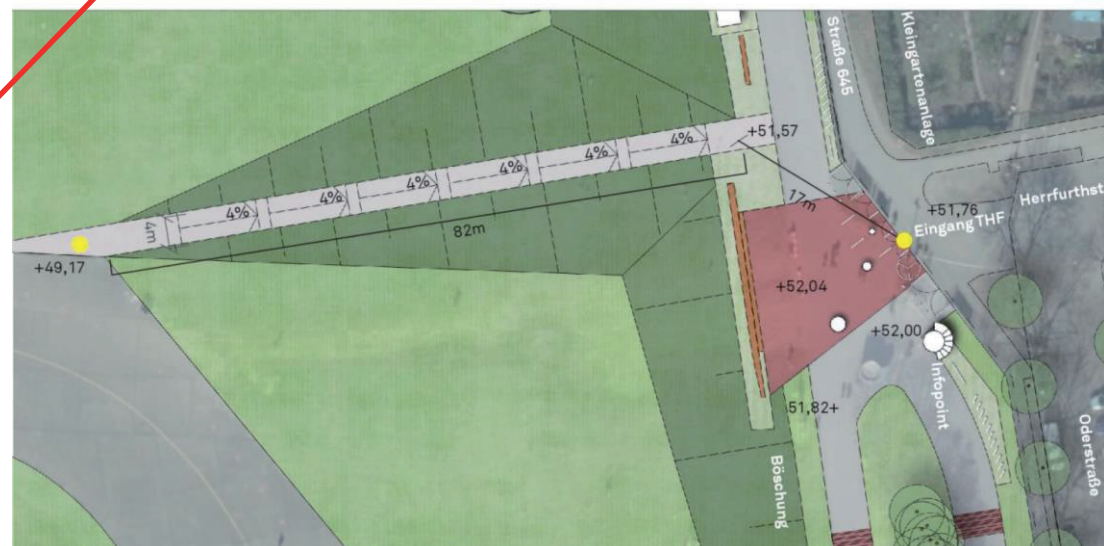 Straße 645
Kleingartenanlage
+51,57
4%
4%
4%
4%
4%
4%
17m
Herrfurthst
+51,76
Eingang THF
4m
82m
+49,17
+52,04
+52,00
Infopoint
51,82+
Oderstraße
Böschung